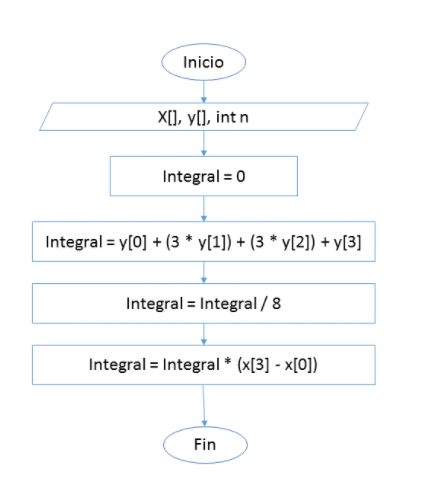 Inicio
X[], y[], int n
Integral = 0
Integral = y[0] + (3 * y[1]) + (3 * y[2]) + y[3]
Integral = Integral / 8
Integral = Integral * (x[3] - x[0])
Fin